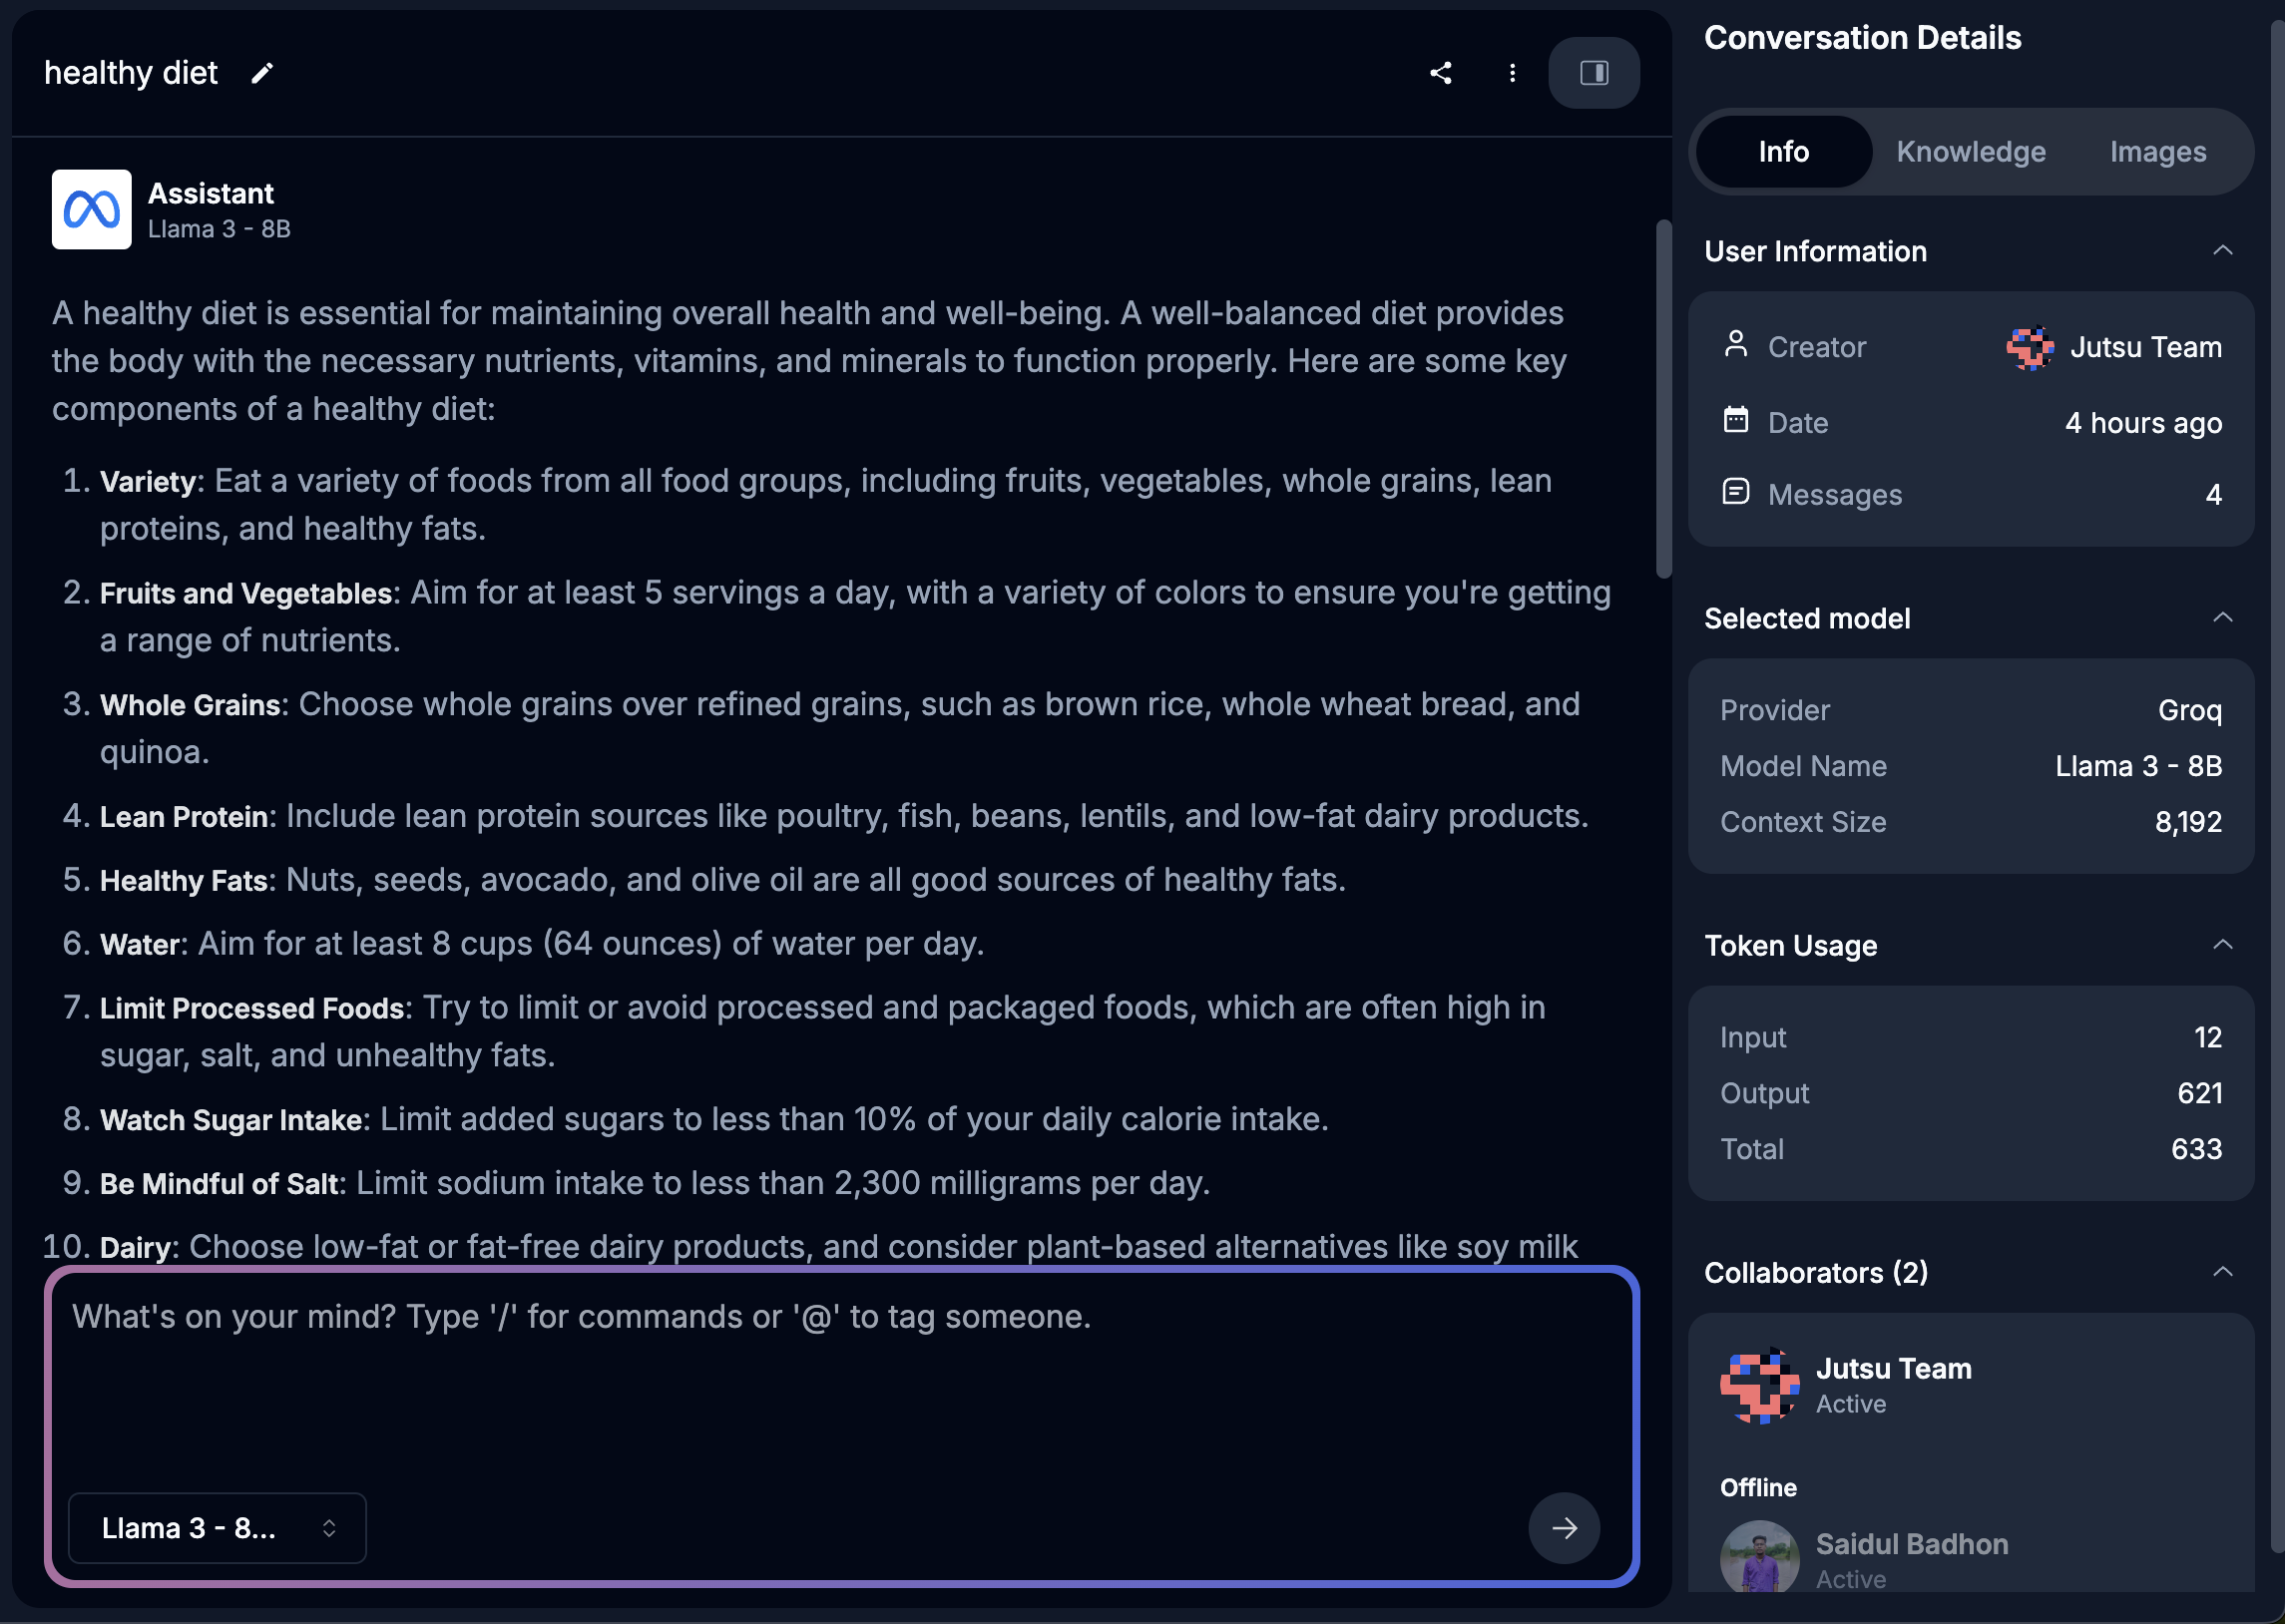 healthy diet
Assistant
Llama 3 - 8B
A healthy diet is essential for maintaining overall health and well-being. A well-balanced diet provides
the body with the necessary nutrients, vitamins, and minerals to function properly. Here are some key
components of a healthy diet:
1. Variety: Eat a variety of foods from all food groups, including fruits, vegetables, whole grains, lean
proteins, and healthy fats.
2. Fruits and Vegetables: Aim for at least 5 servings a day, with a variety of colors to ensure you're getting
a range of nutrients.
3. Whole Grains: Choose whole grains over refined grains, such as brown rice, whole wheat bread, and
quinoa.
4. Lean Protein: Include lean protein sources like poultry, fish, beans, lentils, and low-fat dairy products.
5. Healthy Fats: Nuts, seeds, avocado, and olive oil are all good sources of healthy fats.
6. Water: Aim for at least 8 cups (64 ounces) of water per day.
7. Limit Processed Foods: Try to limit or avoid processed and packaged foods, which are often high in
sugar, salt, and unhealthy fats.
8. Watch Sugar Intake: Limit added sugars to less than 10% of your daily calorie intake.
9. Be Mindful of Salt: Limit sodium intake to less than 2,300 milligrams per day.
10. Dairy: Choose low-fat or fat-free dairy products, and consider plant-based alternatives like soy milk
What's on your mind? Type '/' for commands or '@' to tag someone.
Llama 3 - 8...
Conversation Details
Info Knowledge Images
User Information
Creator Jutsu Team
Date 4 hours ago
Messages 4
Selected model
Provider Groq
Model Name Llama 3 - 8B
Context Size 8,192
Token Usage
Input 12
Output 621
Total 633
Collaborators (2)
Jutsu Team
Active
Offline
Saidul Badhon
Active